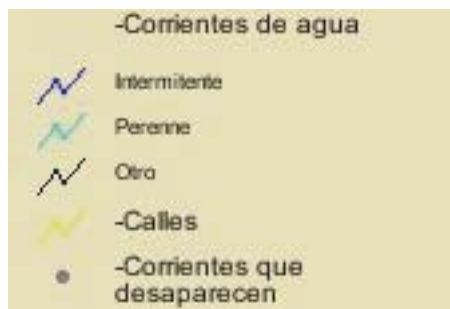 -Corrientes de agua
Intermitente
Perenne
Otro
-Calles
-Corrientes que
desaparecen